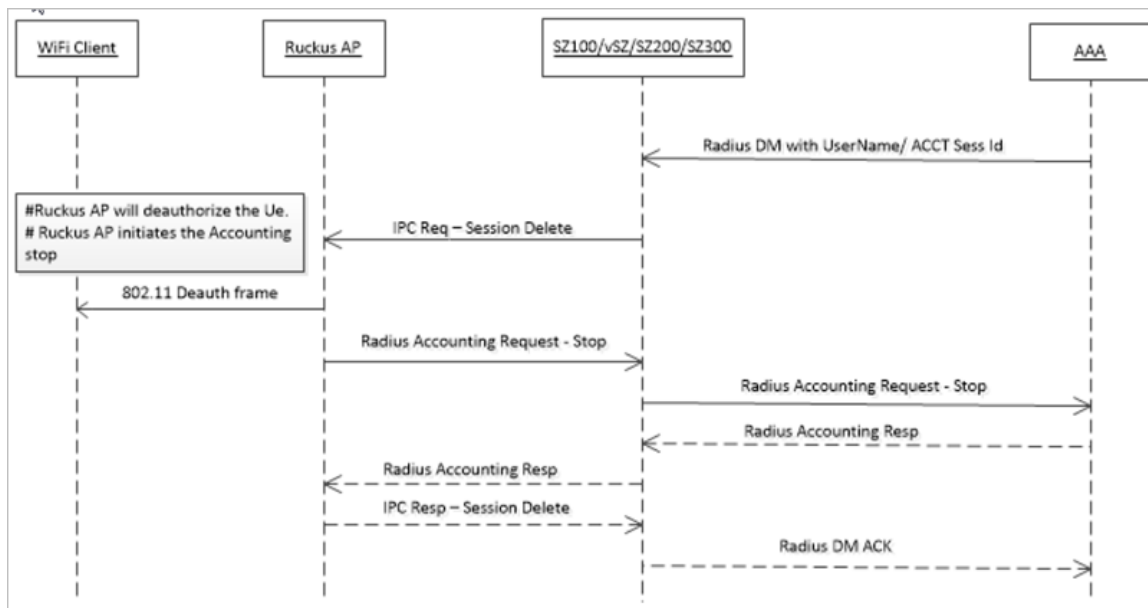 WiFi Client
Ruckus AP
SZ100/vSZ/SZ200/SZ300
AAA
Radius DM with UserName/ ACCT Sess Id
#Ruckus AP will deauthorize the Ue.
# Ruckus AP initiates the Accounting
stop
IPC Req – Session Delete
802.11 Deauth frame
Radius Accounting Request - Stop
Radius Accounting Request - Stop
Radius Accounting Resp
Radius Accounting Resp
IPC Resp – Session Delete
Radius DM ACK